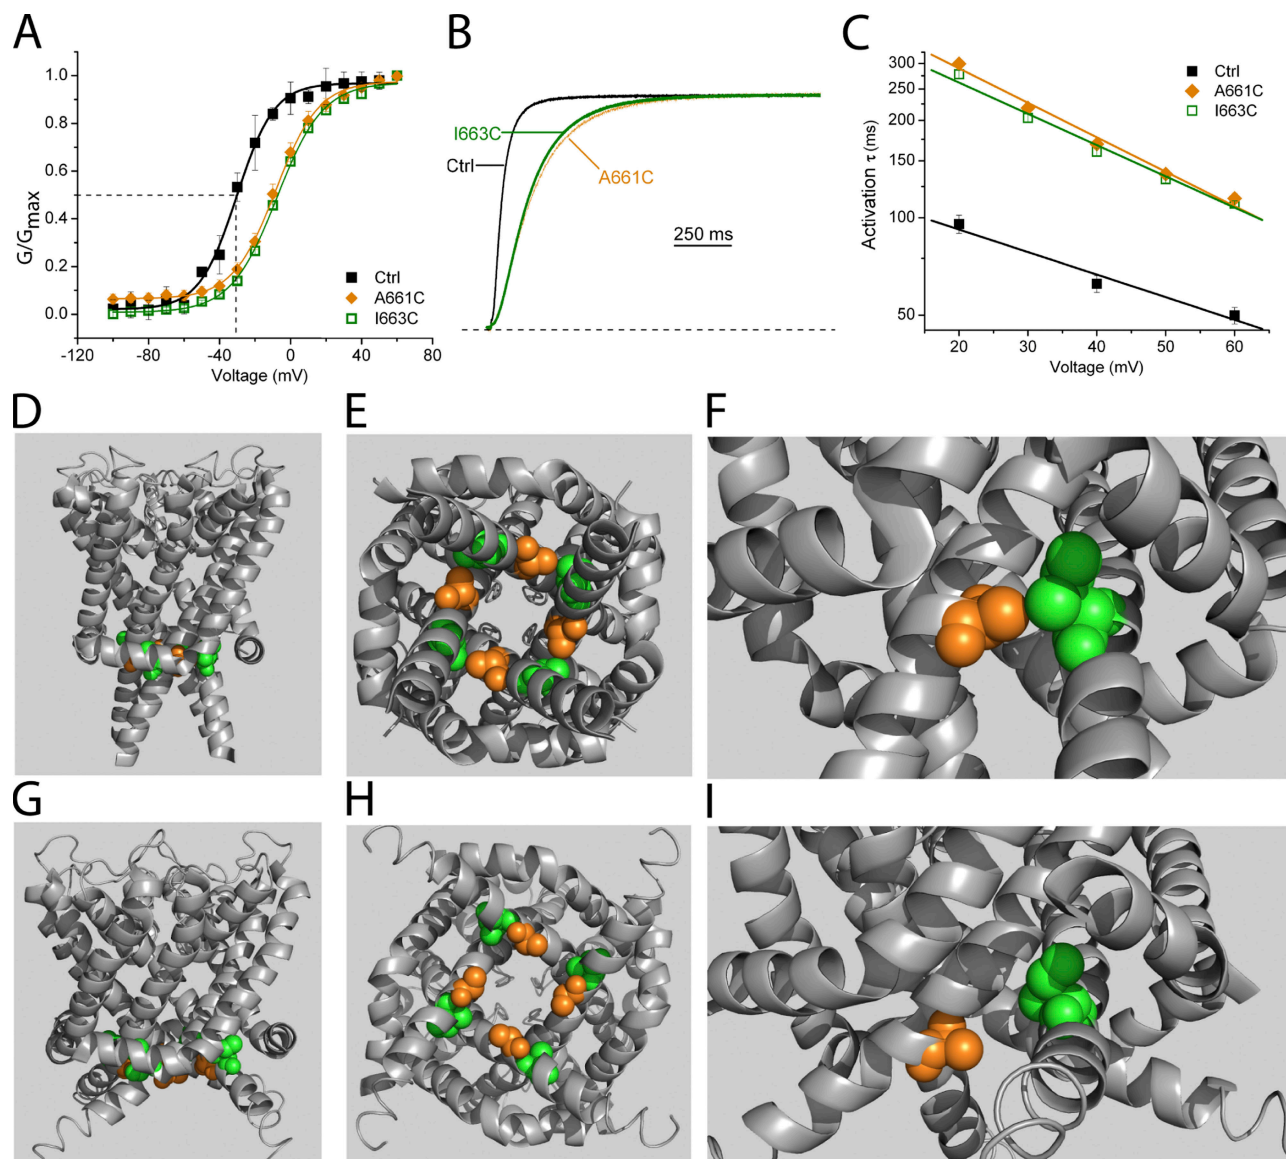 A
G/Gmax
1.0
0.8
0.6
0.4
0.2
0.0
-120
-80
-40
0
40
80
Voltage (mV)
Ctrl
A661C
I663C
B
I663C
Ctrl
A661C
250 ms
C
Activation τ (ms)
300
250
200
150
100
50
20
30
40
50
60
Voltage (mV)
Ctrl
A661C
I663C
D
E
F
G
H
I